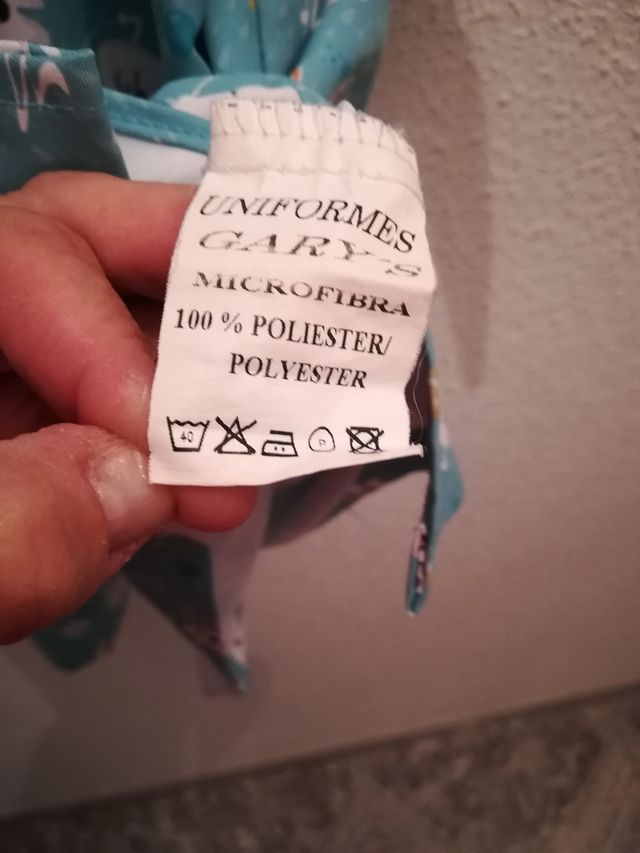 UNIFORMES
GARY'S
MICROFIBRA
100 % POLIESTER/
POLYESTER
40
P